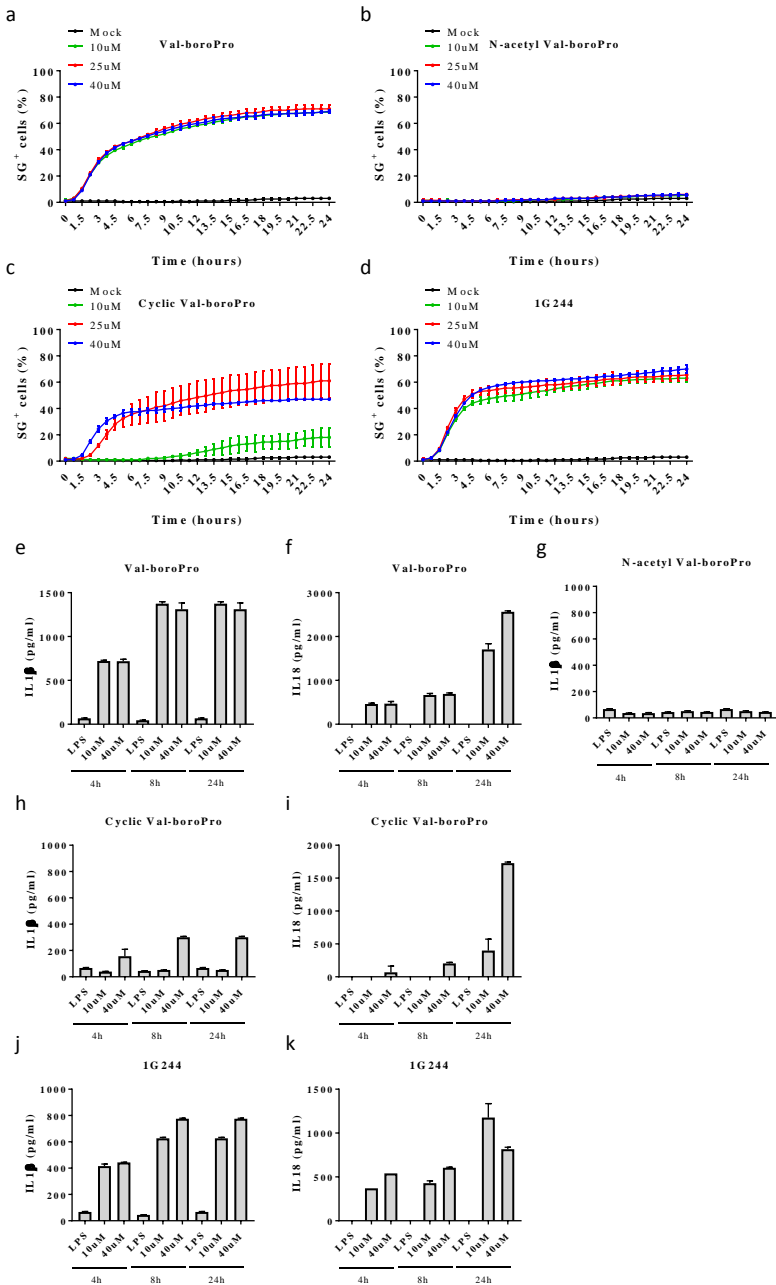 a
Mock
Val-boroPro
10uM
25uM
40uM
SG+ cells (%)
100
80
60
40
20
0
0 1.5 3 4.5 6 7.5 9 10.5 12 13.5 15 16.5 18 19.5 21 22.5 24
Time (hours)
b
Mock
N-acetyl Val-boroPro
10uM
25uM
40uM
SG+ cells (%)
100
80
60
40
20
0
0 1.5 3 4.5 6 7.5 9 10.5 12 13.5 15 16.5 18 19.5 21 22.5 24
Time (hours)
c
Mock
Cyclic Val-boroPro
10uM
25uM
40uM
SG+ cells (%)
100
80
60
40
20
0
0 1.5 3 4.5 6 7.5 9 10.5 12 13.5 15 16.5 18 19.5 21 22.5 24
Time (hours)
d
Mock
1G244
10uM
25uM
40uM
SG+ cells (%)
100
80
60
40
20
0
0 1.5 3 4.5 6 7.5 9 10.5 12 13.5 15 16.5 18 19.5 21 22.5 24
Time (hours)
e
Val-boroPro
IL1β (pg/ml)
1500
1000
500
0
LPS 10uM 40uM LPS 10uM 40uM LPS 10uM 40uM
4h 8h 24h
f
Val-boroPro
IL18 (pg/ml)
3000
2000
1000
0
LPS 10uM 40uM LPS 10uM 40uM LPS 10uM 40uM
4h 8h 24h
g
N-acetyl Val-boroPro
IL1β (pg/ml)
1000
800
600
400
200
0
LPS 10uM 40uM LPS 10uM 40uM LPS 10uM 40uM
4h 8h 24h
h
Cyclic Val-boroPro
IL1β (pg/ml)
1000
800
600
400
200
0
LPS 10uM 40uM LPS 10uM 40uM LPS 10uM 40uM
4h 8h 24h
i
Cyclic Val-boroPro
IL18 (pg/ml)
2000
1500
1000
500
0
LPS 10uM 40uM LPS 10uM 40uM LPS 10uM 40uM
4h 8h 24h
j
1G244
IL1β (pg/ml)
1000
800
600
400
200
0
LPS 10uM 40uM LPS 10uM 40uM LPS 10uM 40uM
4h 8h 24h
k
1G244
IL18 (pg/ml)
1500
1000
500
0
LPS 10uM 40uM LPS 10uM 40uM LPS 10uM 40uM
4h 8h 24h